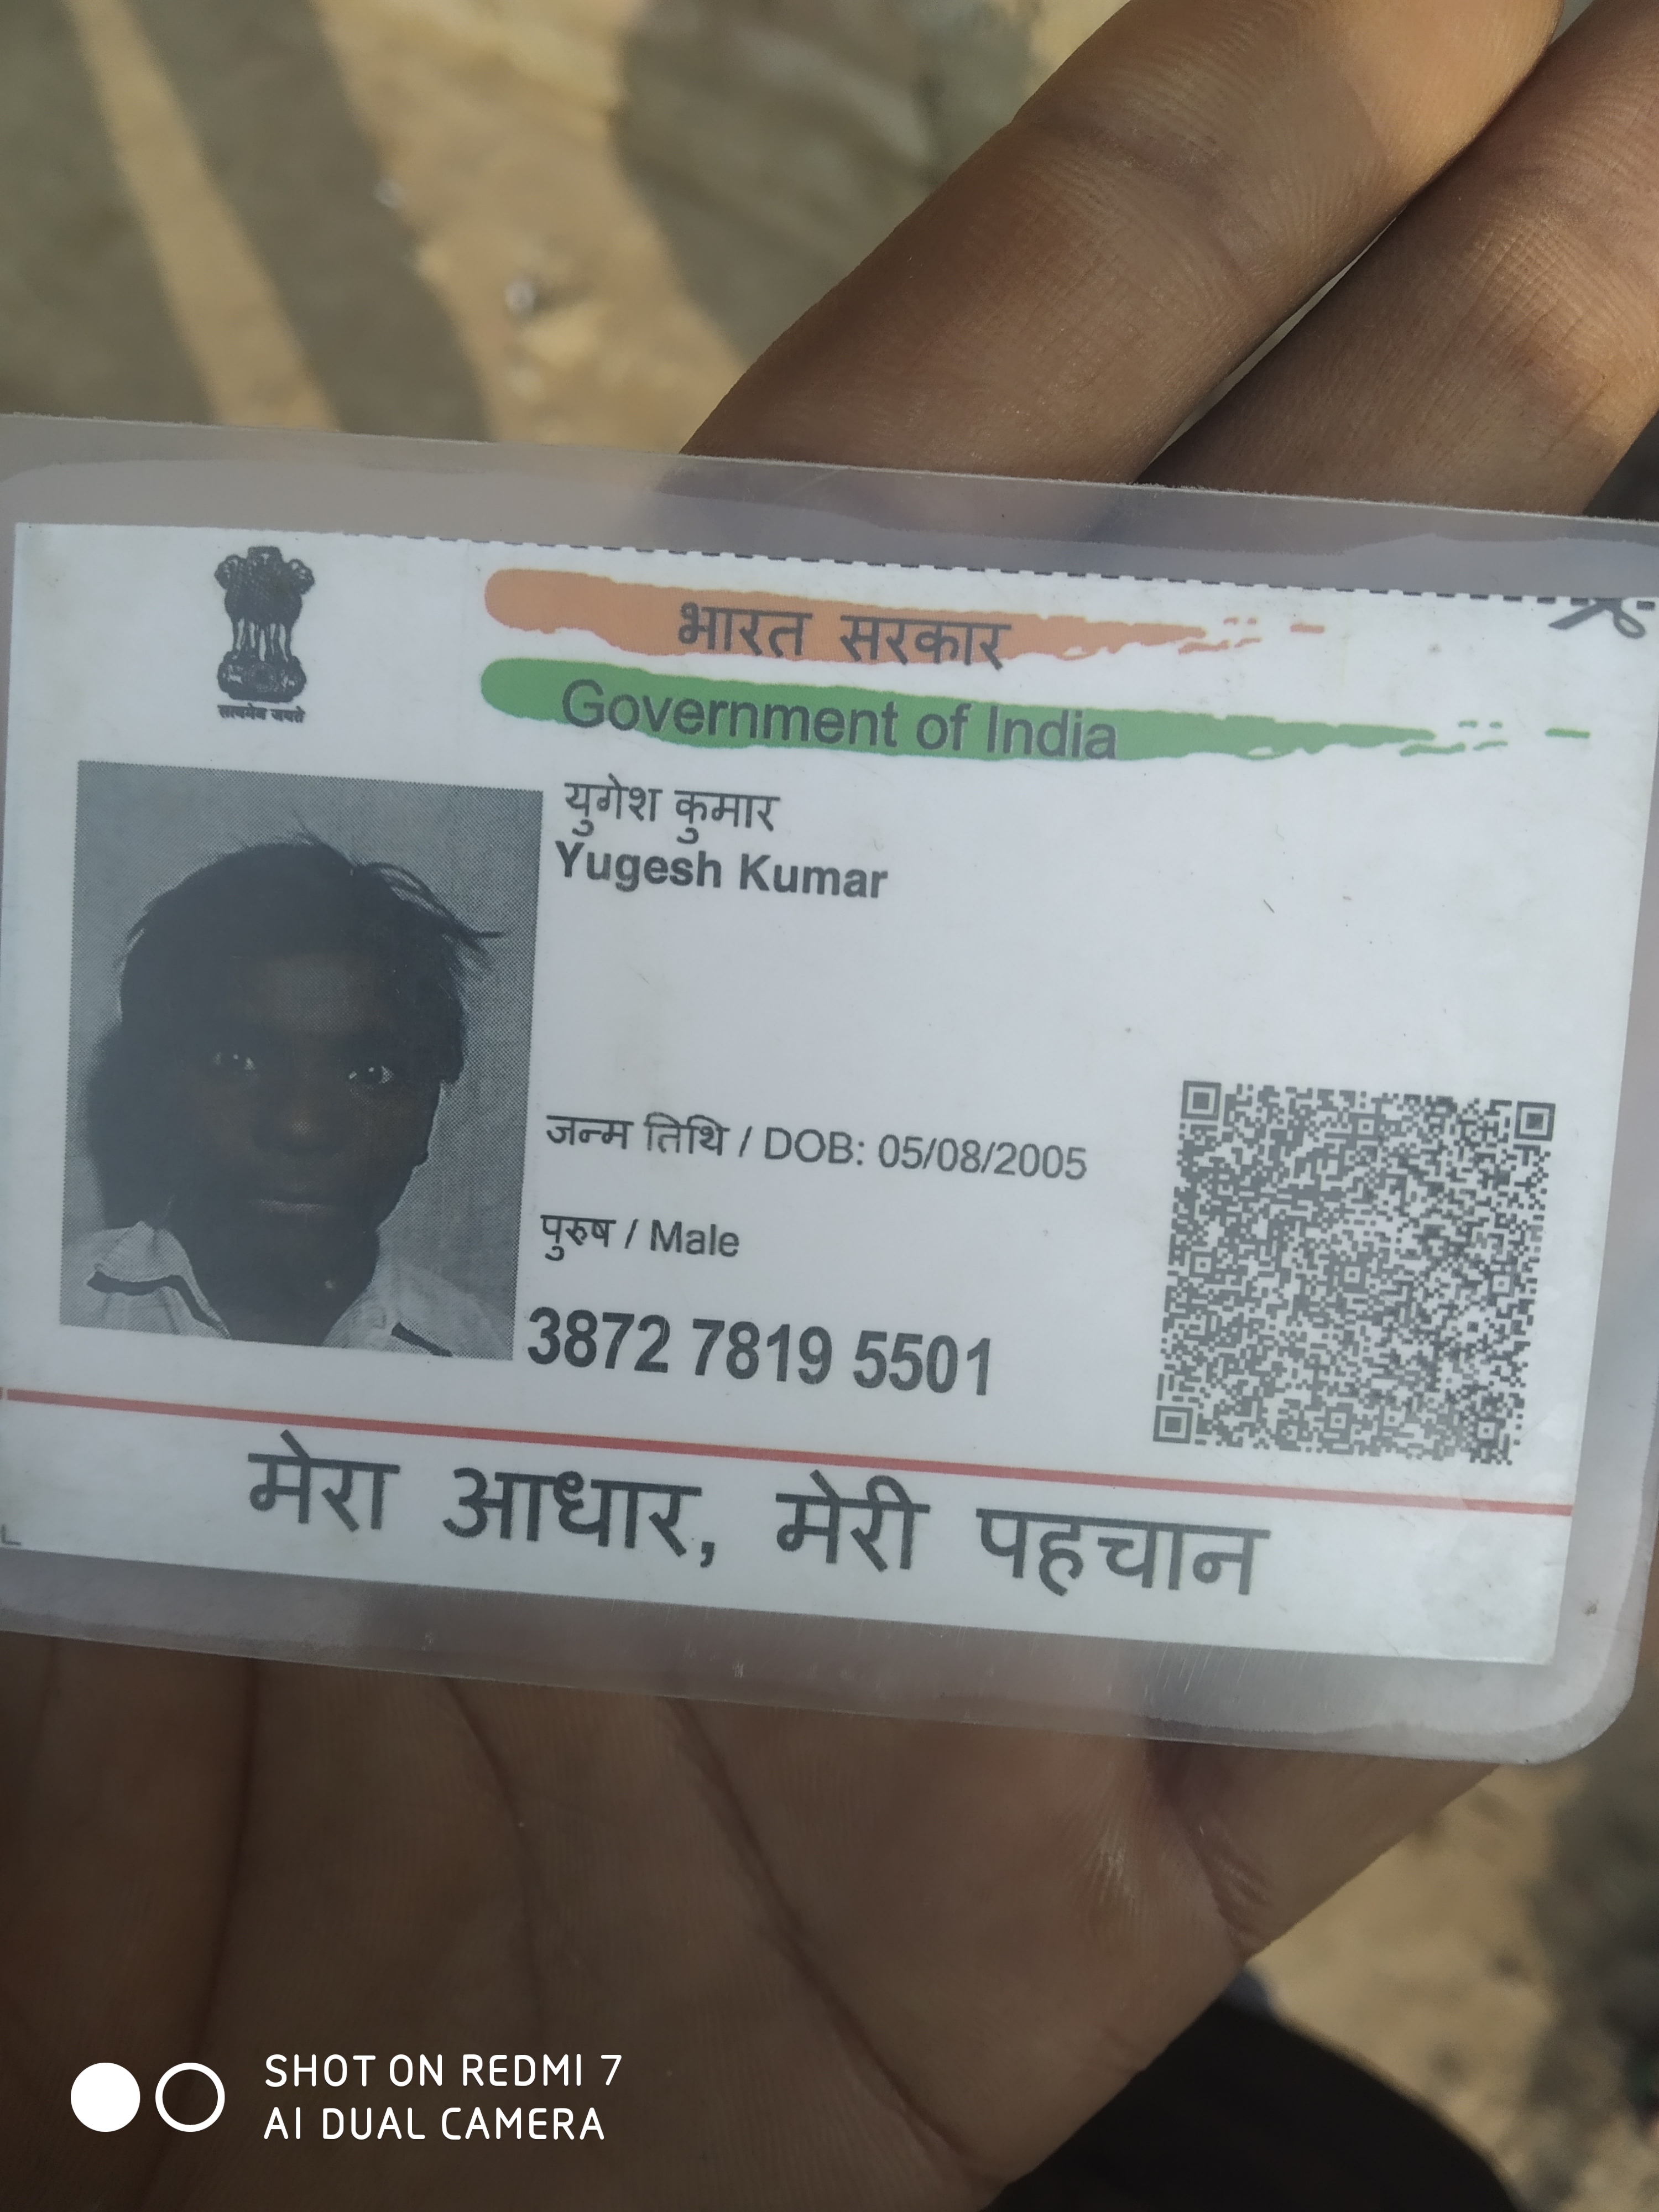 सत्यमेव जयते
भारत सरकार
Government of India
युगेश कुमार
Yugesh Kumar
जन्म तिथि / DOB: 05/08/2005
पुरुष / Male
3872 7819 5501
मेरा आधार, मेरी पहचान
SHOT ON REDMI 7
AI DUAL CAMERA